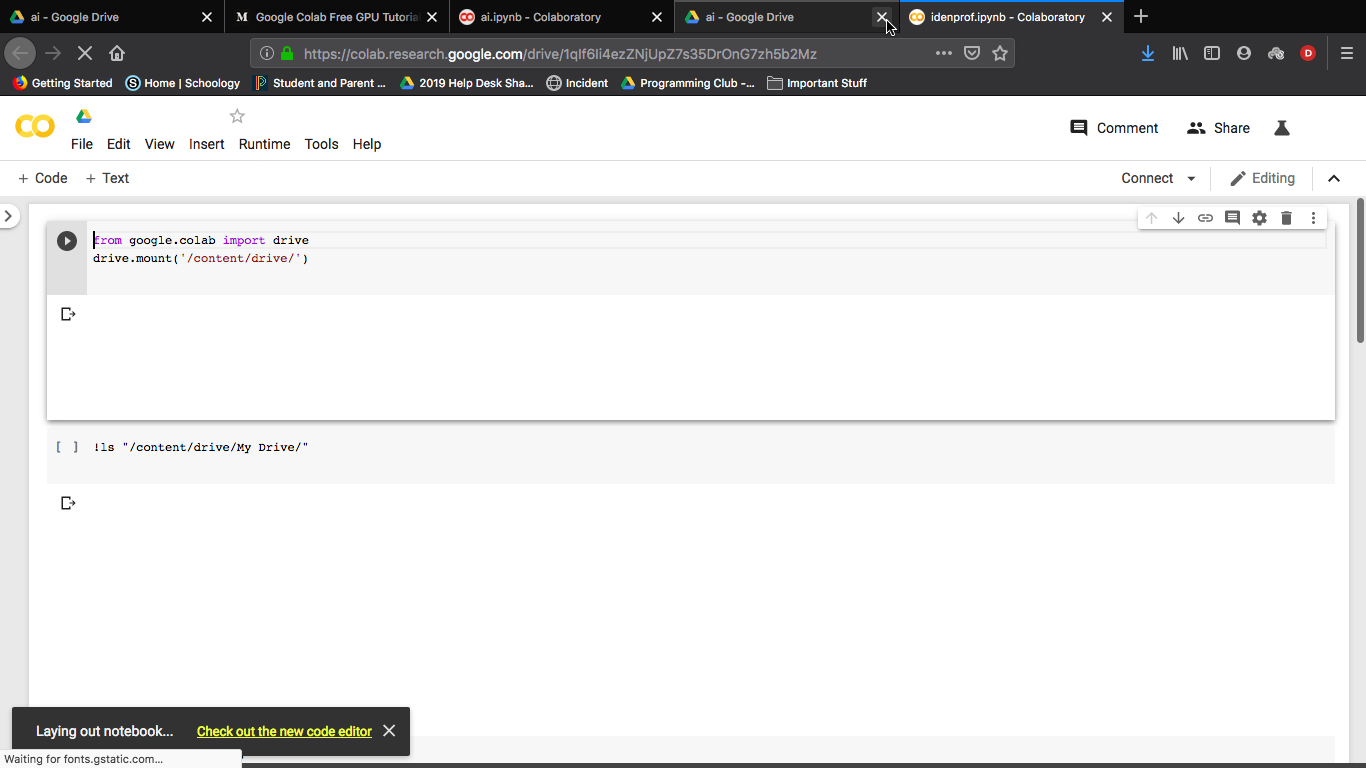 ai - Google Drive
M Google Colab Free GPU Tutoria
ai.ipynb - Colaboratory
ai - Google Drive
idenprof.ipynb - Colaboratory
https://colab.research.google.com/drive/1qlf6li4ezZNjUpZ7s35DrOnG7zh5b2Mz
D
Getting Started
S Home | Schoology
Student and Parent ...
2019 Help Desk Sha...
Incident
Programming Club -...
Important Stuff
File Edit View Insert Runtime Tools Help
Comment
Share
+ Code + Text
Connect
Editing
from google.colab import drive
drive.mount('/content/drive/')
[ ] !ls "/content/drive/My Drive/"
Laying out notebook... Check out the new code editor
Waiting for fonts.gstatic.com...